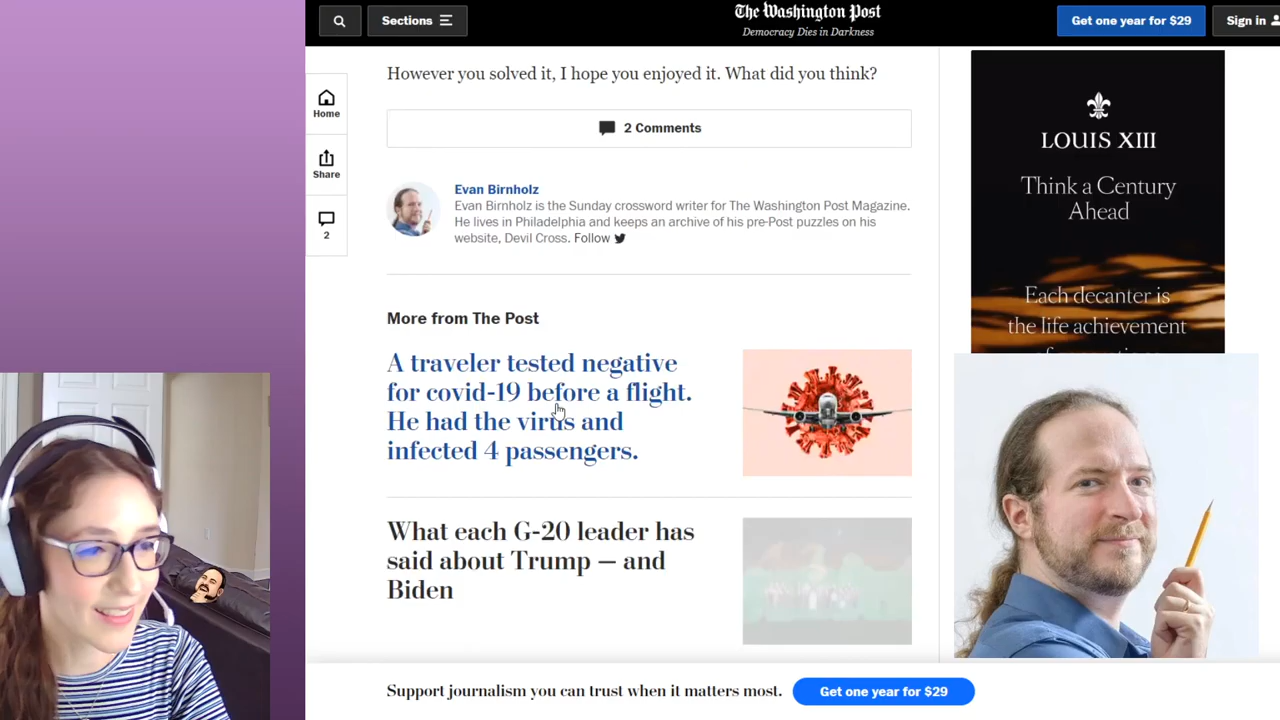 Sections
The Washington Post
Democracy Dies in Darkness
Get one year for $29
Sign in
However you solved it, I hope you enjoyed it. What did you think?
Home
Share
2
2 Comments
Evan Birnholz
Evan Birnholz is the Sunday crossword writer for The Washington Post Magazine.
He lives in Philadelphia and keeps an archive of his pre-Post puzzles on his
website, Devil Cross. Follow
More from The Post
A traveler tested negative
for covid-19 before a flight.
He had the virus and
infected 4 passengers.
What each G-20 leader has
said about Trump — and
Biden
LOUIS XIII
Think a Century
Ahead
Each decanter is
the life achievement
Support journalism you can trust when it matters most.
Get one year for $29